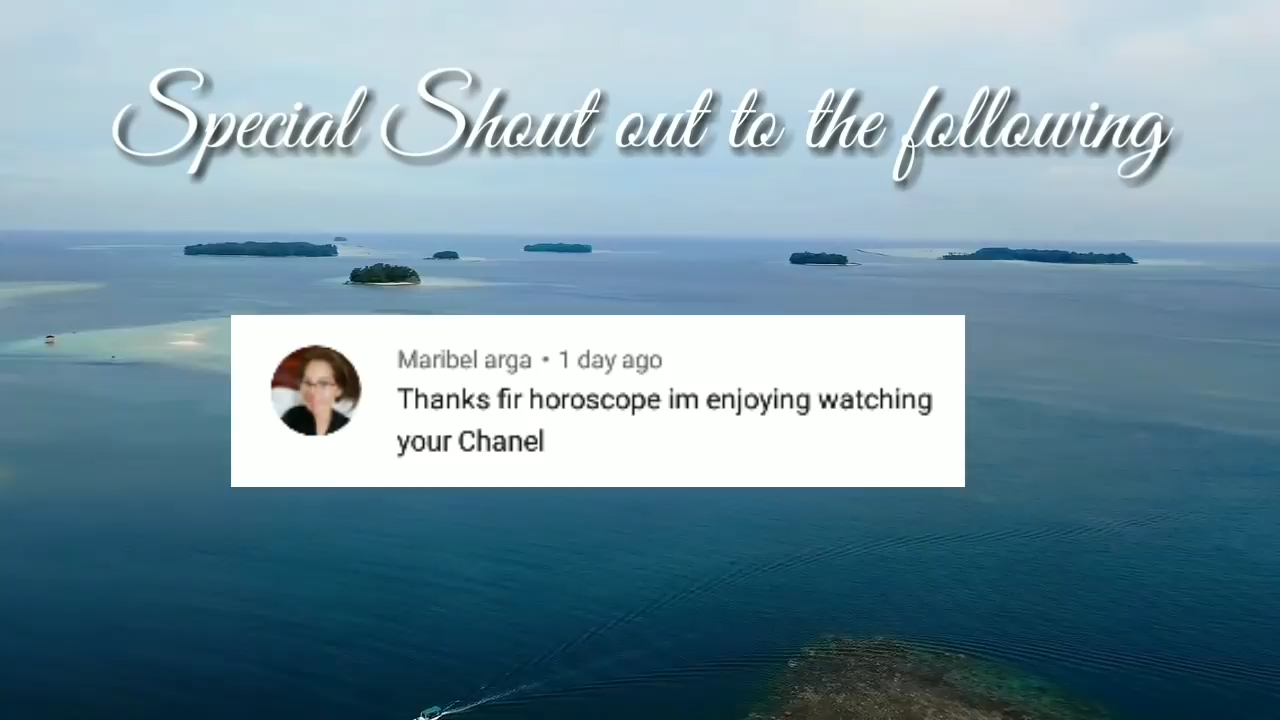 Special Shout out to the following
Maribel arga • 1 day ago
Thanks fir horoscope im enjoying watching
your Chanel